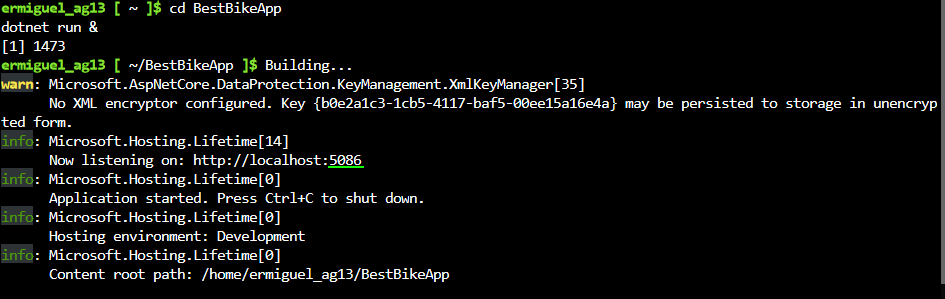 ermiguel_ag13 [ ~ ]$ cd BestBikeApp
dotnet run &
[1] 1473
ermiguel_ag13 [ ~/BestBikeApp ]$ Building...
warn: Microsoft.AspNetCore.DataProtection.KeyManagement.XmlKeyManager[35]
      No XML encryptor configured. Key {b0e2a1c3-1cb5-4117-baf5-00ee15a16e4a} may be persisted to storage in unencryp
ted form.
info: Microsoft.Hosting.Lifetime[14]
      Now listening on: http://localhost:5086
info: Microsoft.Hosting.Lifetime[0]
      Application started. Press Ctrl+C to shut down.
info: Microsoft.Hosting.Lifetime[0]
      Hosting environment: Development
info: Microsoft.Hosting.Lifetime[0]
      Content root path: /home/ermiguel_ag13/BestBikeApp